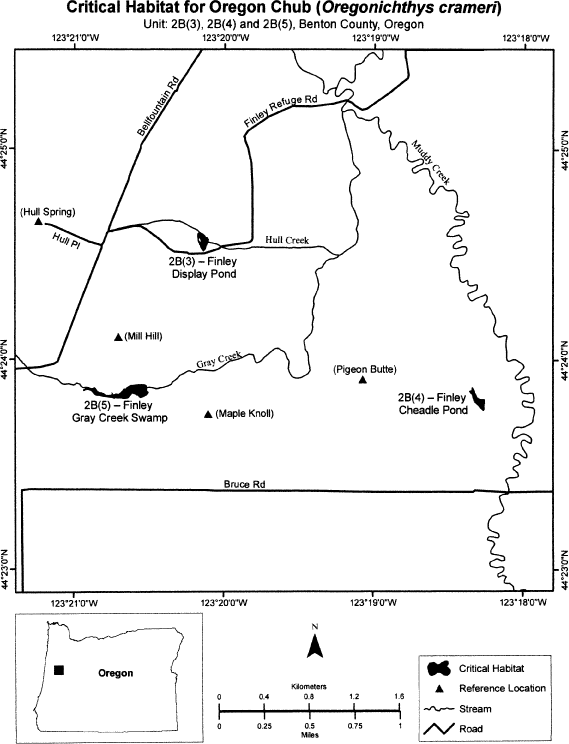 Critical Habitat for Oregon Chub (Oregonichthys crameri)
Unit: 2B(3), 2B(4) and 2B(5), Benton County, Oregon
123°21'0"W 123°20'0"W 123°19'0"W 123°18'0"W
Bellfountain Rd
Finley Refuge Rd
44°25'0"N
44°25'0"N
Muddy Creek
(Hull Spring)
Hull Pl
Hull Creek
2B(3) – Finley
Display Pond
(Mill Hill)
44°24'0"N
44°24'0"N
Gray Creek
(Pigeon Butte)
2B(5) – Finley
Gray Creek Swamp
(Maple Knoll)
2B(4) – Finley
Cheadle Pond
Bruce Rd
44°23'0"N
44°23'0"N
123°21'0"W 123°20'0"W 123°19'0"W 123°18'0"W
Oregon
N
Kilometers
0 0.4 0.8 1.2 1.6
0 0.25 0.5 0.75 1
Miles
Critical Habitat
Reference Location
Stream
Road